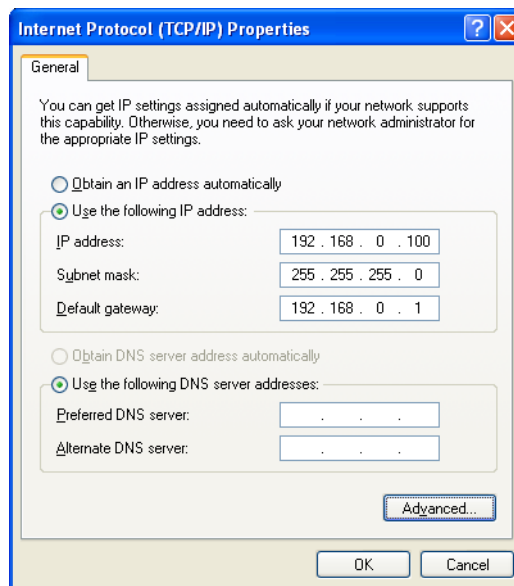 Internet Protocol (TCP/IP) Properties
General
You can get IP settings assigned automatically if your network supports
this capability. Otherwise, you need to ask your network administrator for
the appropriate IP settings.
Obtain an IP address automatically
Use the following IP address:
IP address: 192 . 168 . 0 . 100
Subnet mask: 255 . 255 . 255 . 0
Default gateway: 192 . 168 . 0 . 1
Obtain DNS server address automatically
Use the following DNS server addresses:
Preferred DNS server: . . .
Alternate DNS server: . . .
Advanced...
OK Cancel